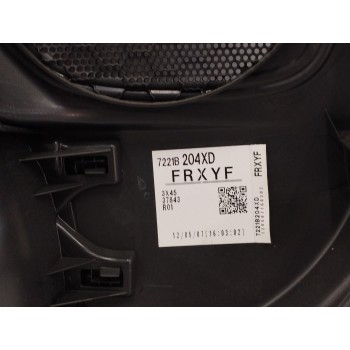 7221B 204XD
FRXYF
3X45
37843
R01
12/05/07(16:03:02)
FRXYF
7221B204XD